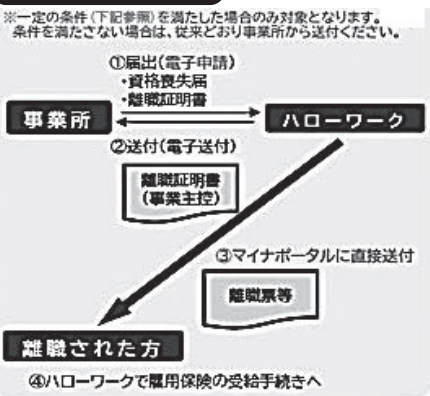 ※一定の条件(下記参照)を満たした場合のみ対象となります。
条件を満たさない場合は、従来どおり事業所から送付ください。
①届出(電子申請)
・資格喪失届
・離職証明書
事業所
ハローワーク
②送付(電子送付)
離職証明書
(事業主控)
③マイナポータルに直接送付
離職票等
離職された方
④ハローワークで雇用保険の受給手続きへ